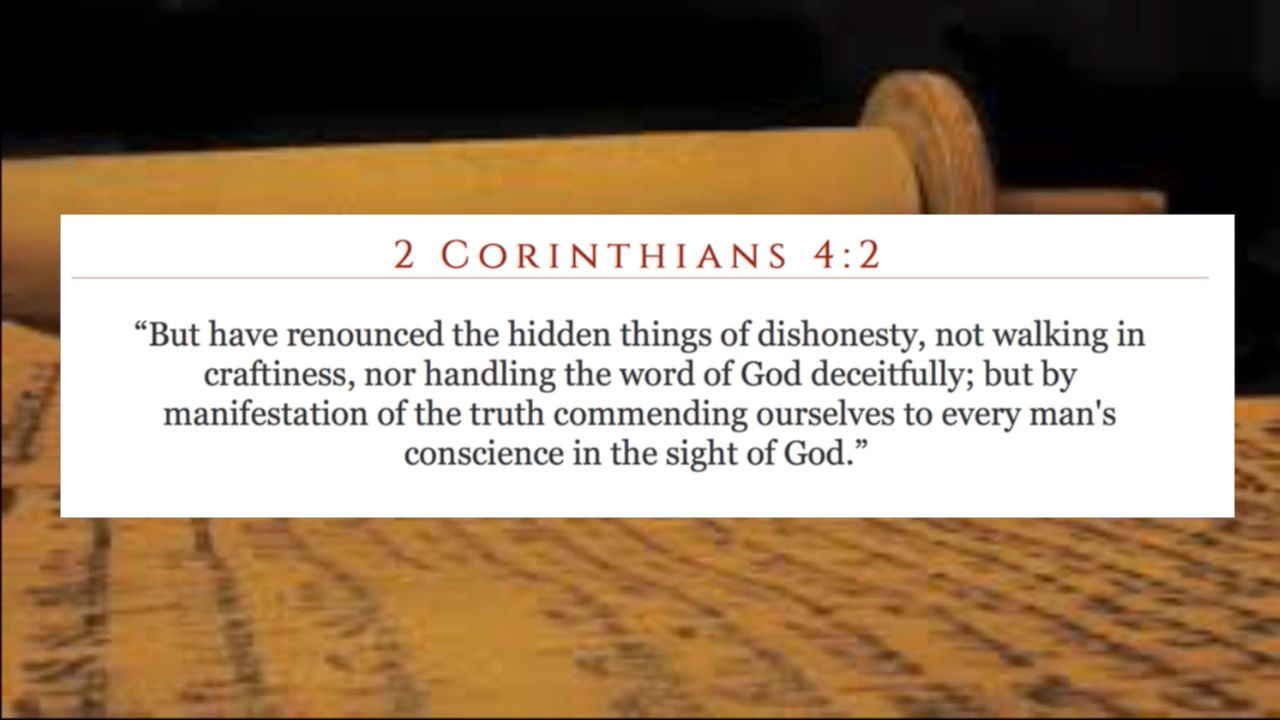 2 CORINTHIANS 4:2
“But have renounced the hidden things of dishonesty, not walking in
craftiness, nor handling the word of God deceitfully; but by
manifestation of the truth commending ourselves to every man's
conscience in the sight of God.”